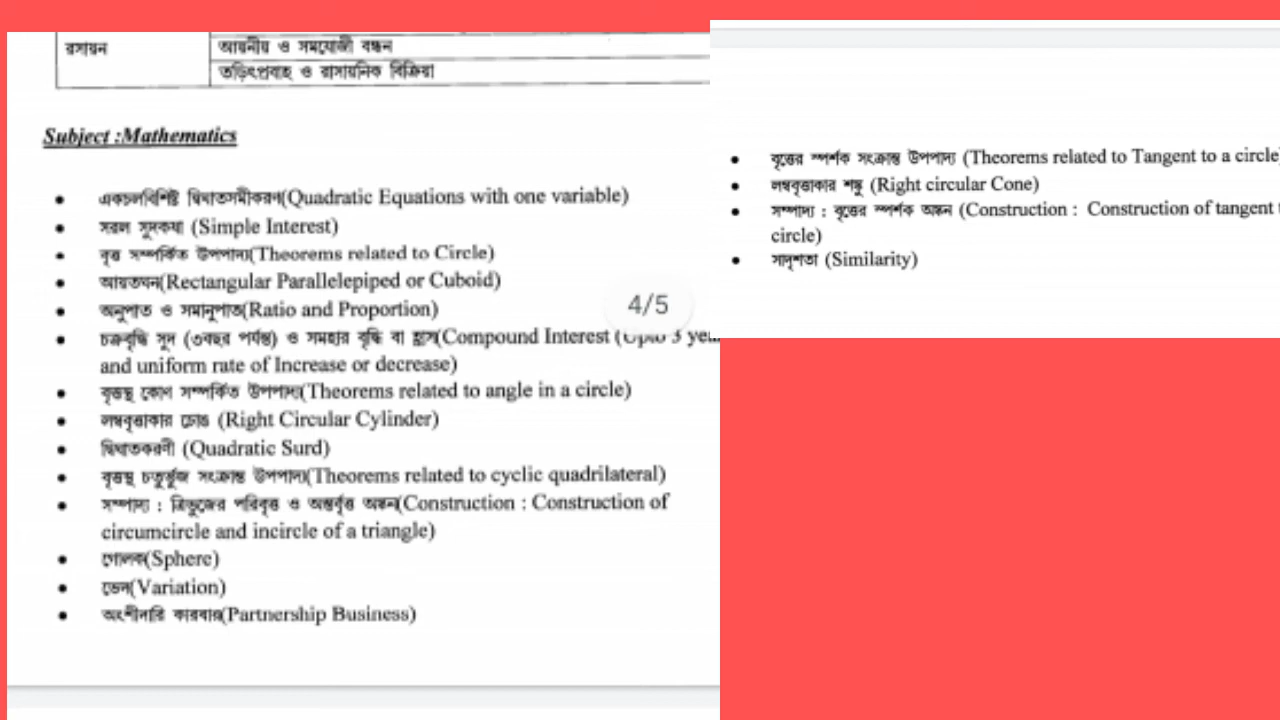 রসায়ন
আয়নীয় ও সমযোজী বন্ধন
তড়িৎপ্রবাহ ও রাসায়নিক বিক্রিয়া
Subject :Mathematics
• একচলবিশিষ্ট দ্বিঘাতসমীকরণ(Quadratic Equations with one variable)
• সরল সুদকষা (Simple Interest)
• বৃত্ত সম্পর্কিত উপপাদ্য(Theorems related to Circle)
• আয়তঘন(Rectangular Parallelepiped or Cuboid)
• অনুপাত ও সমানুপাত(Ratio and Proportion)
• চক্রবৃদ্ধি সুদ (৩বছর পর্যন্ত) ও সমহার বৃদ্ধি বা হ্রাস(Compound Interest (Upto 3
and uniform rate of Increase or decrease)
• বৃত্তস্থ কোণ সম্পর্কিত উপপাদ্য(Theorems related to angle in a circle)
• লম্ববৃত্তাকার চোঙ (Right Circular Cylinder)
• দ্বিঘাতকরণী (Quadratic Surd)
• বৃত্তস্থ চতুর্ভুজ সংক্রান্ত উপপাদ্য(Theorems related to cyclic quadrilateral)
• সম্পাদ্য : ত্রিভুজের পরিবৃত্ত ও অন্তর্বৃত্ত অঙ্কন(Construction : Construction of
circumcircle and incircle of a triangle)
• গোলক(Sphere)
• ভেদ(Variation)
• অংশীদারি কারবার(Partnership Business)
4/5
• বৃত্তের স্পর্শক সংক্রান্ত উপপাদ্য (Theorems related to Tangent to a circle)
• লম্ববৃত্তাকার শঙ্কু (Right circular Cone)
• সম্পাদ্য : বৃত্তের স্পর্শক অঙ্কন (Construction : Construction of tangent
circle)
• সাদৃশতা (Similarity)